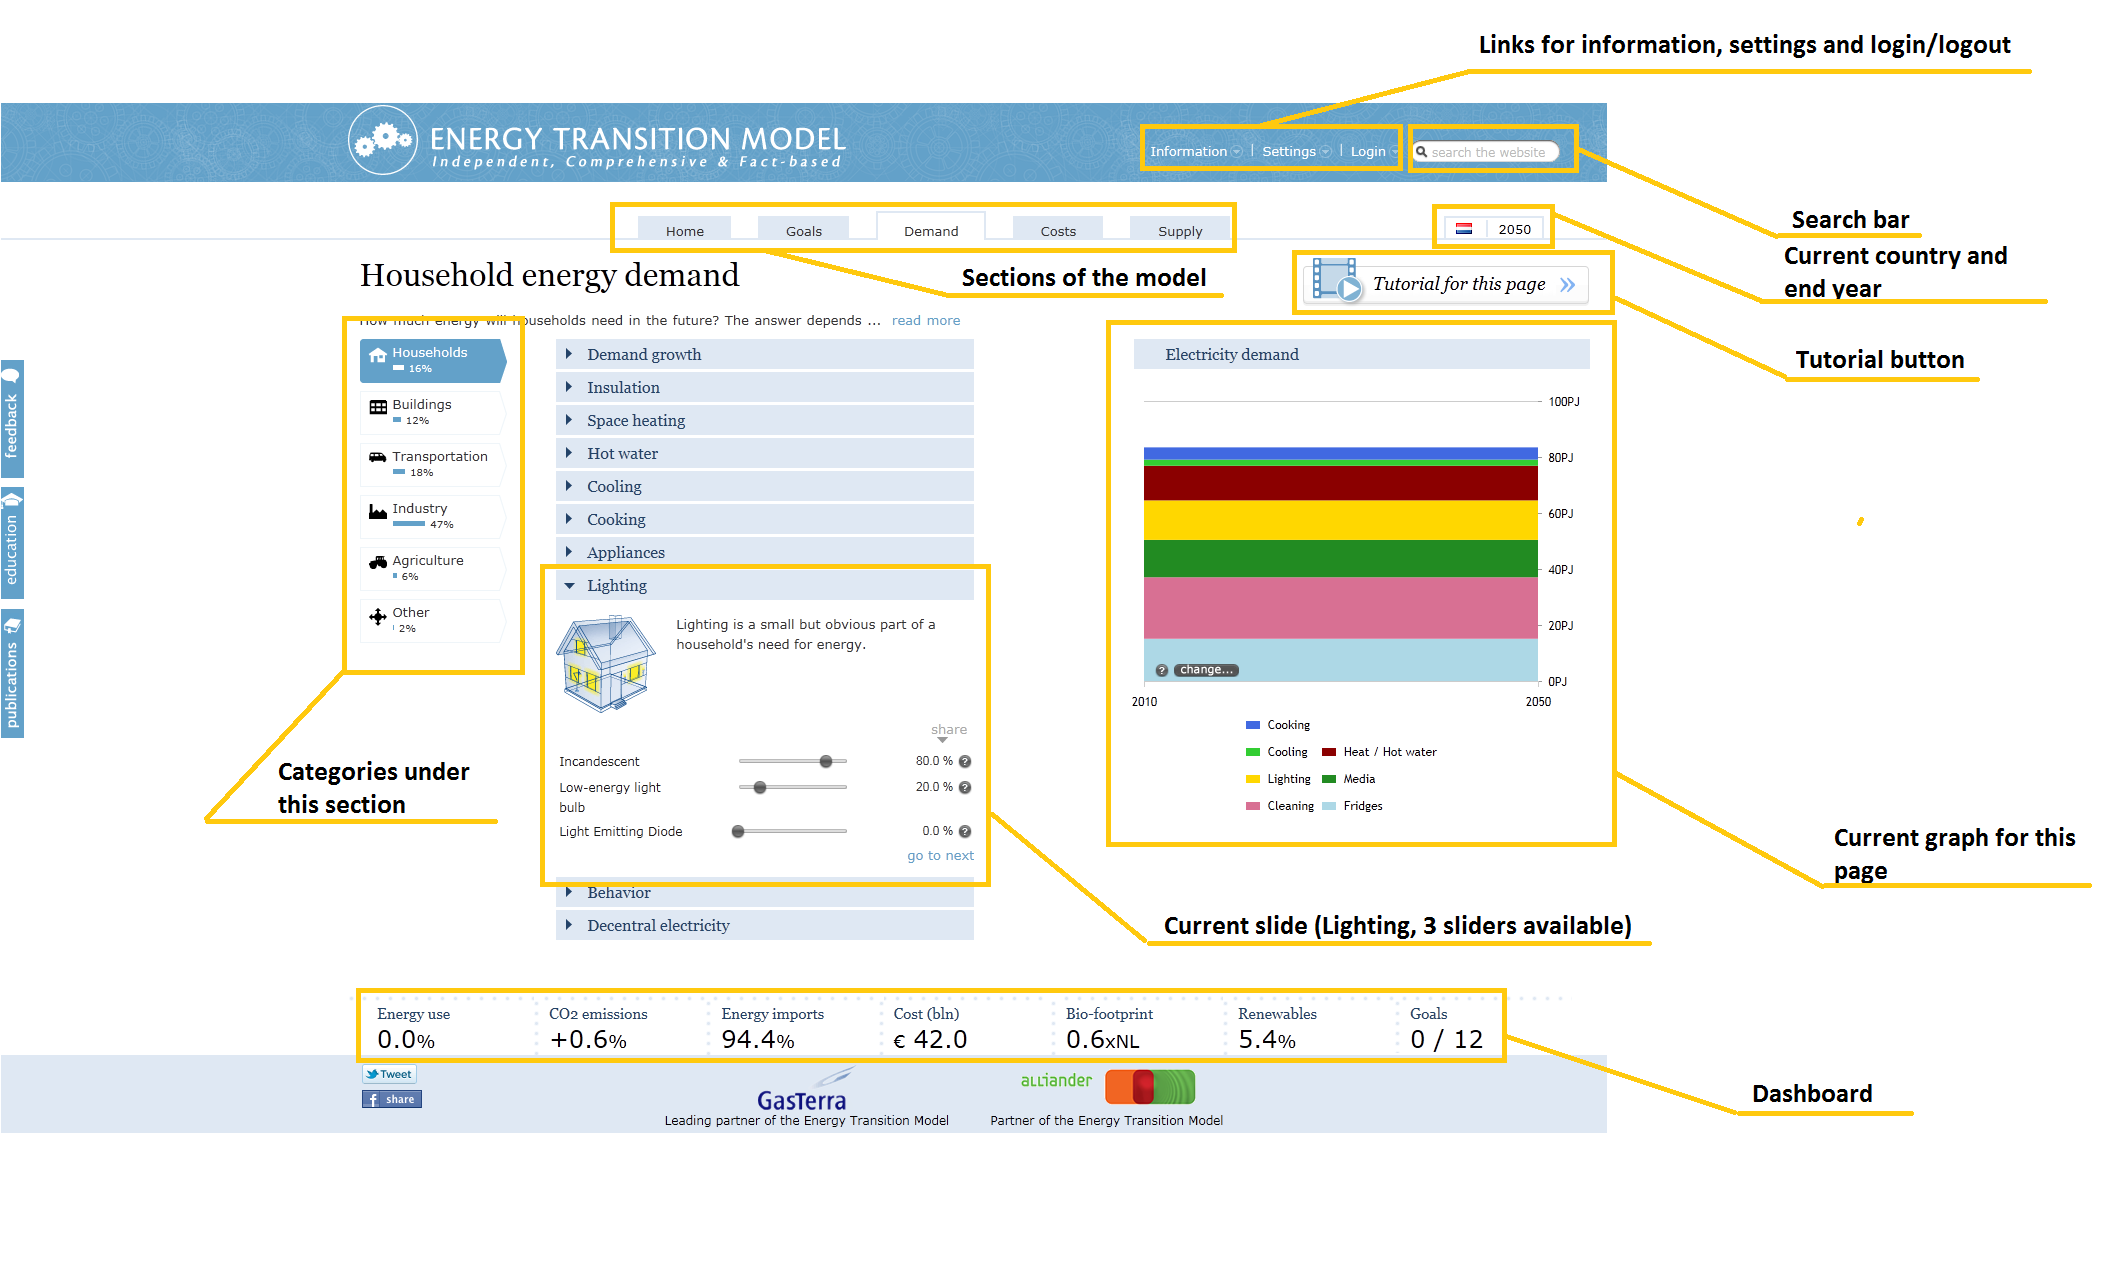 Links for information, settings and login/logout
ENERGY TRANSITION MODEL
Independent, Comprehensive & Fact-based
Information | Settings | Login
search the website
Search bar
Home Goals Demand Costs Supply
2050
Current country and
end year
Household energy demand
Sections of the model
Tutorial for this page »
How much energy will households need in the future? The answer depends ... read more
Tutorial button
feedback
education
publications
Households
16%
Buildings
12%
Transportation
18%
Industry
47%
Agriculture
6%
Other
2%
Categories under
this section
Demand growth
Insulation
Space heating
Hot water
Cooling
Cooking
Appliances
Lighting
Lighting is a small but obvious part of a
household's need for energy.
share
Incandescent 80.0 % ?
Low-energy light 20.0 % ?
bulb
Light Emitting Diode 0.0 % ?
go to next
Behavior
Decentral electricity
Electricity demand
100PJ
80PJ
60PJ
40PJ
20PJ
? change...
0PJ
2010 2050
Cooking
Cooling Heat / Hot water
Lighting Media
Cleaning Fridges
Current graph for this
page
Current slide (Lighting, 3 sliders available)
Energy use CO2 emissions Energy imports Cost (bln) Bio-footprint Renewables Goals
0.0% +0.6% 94.4% € 42.0 0.6xNL 5.4% 0 / 12
Dashboard
Tweet
f share
GasTerra
Leading partner of the Energy Transition Model
alliander
Partner of the Energy Transition Model